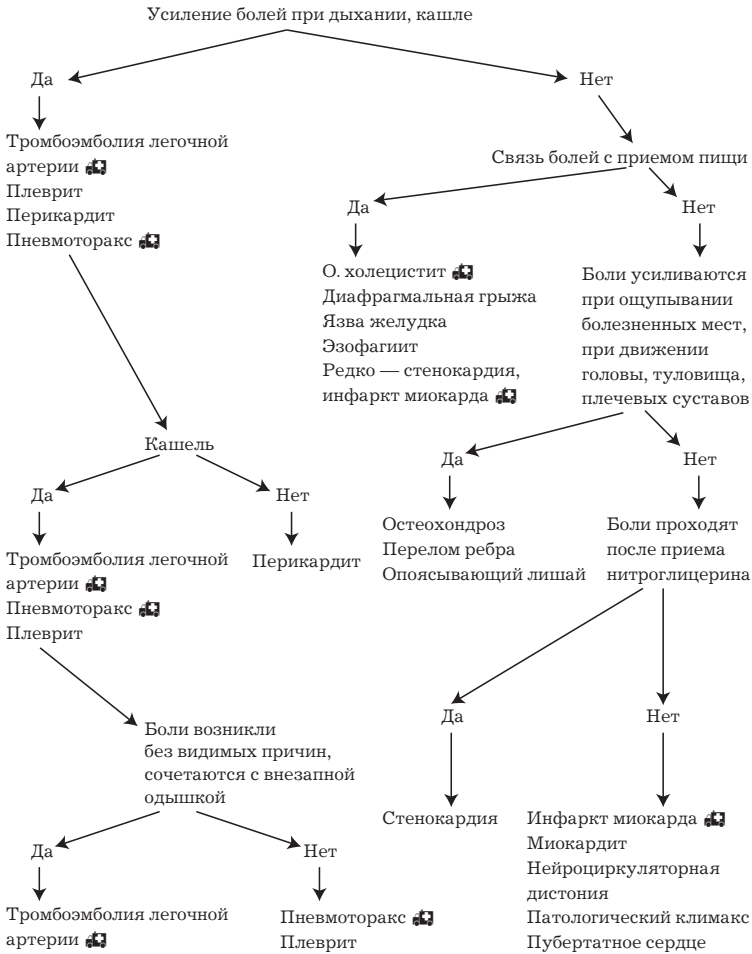 Усиление болей при дыхании, кашле
Да
Нет
Тромбоэмболия легочной
артерии
Плеврит
Перикардит
Пневмоторакс
Связь болей с приемом пищи
Да
Нет
О. холецистит
Диафрагмальная грыжа
Язва желудка
Эзофагиит
Редко — стенокардия,
инфаркт миокарда
Боли усиливаются
при ощупывании
болезненных мест,
при движении
головы, туловища,
плечевых суставов
Кашель
Да
Нет
Тромбоэмболия легочной
артерии
Пневмоторакс
Плеврит
Перикардит
Да
Нет
Остеохондроз
Перелом ребра
Опоясывающий лишай
Боли проходят
после приема
нитроглицерина
Боли возникли
без видимых причин,
сочетаются с внезапной
одышкой
Да
Нет
Тромбоэмболия легочной
артерии
Пневмоторакс
Плеврит
Да
Нет
Стенокардия
Инфаркт миокарда
Миокардит
Нейроциркуляторная
дистония
Патологический климакс
Пубертатное сердце